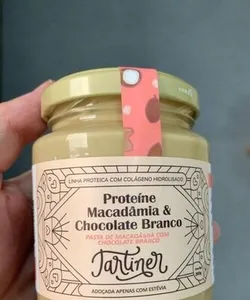 LINHA PROTEICA COM COLÁGENO HIDROLISADO
Proteíne
Macadâmia &
Chocolate Branco
PASTA DE MACADÂMIA COM
CHOCOLATE BRANCO
Tartiner
ADOÇADA APENAS COM ESTÉVIA